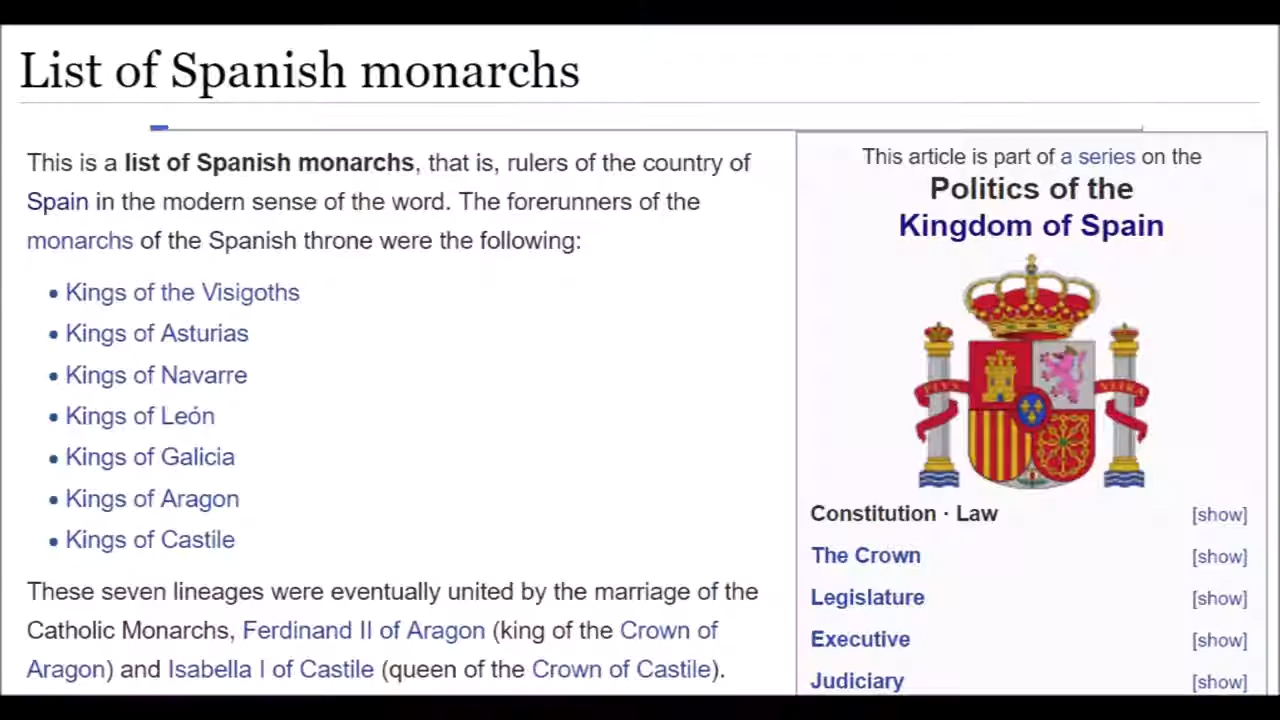 List of Spanish monarchs
This is a list of Spanish monarchs, that is, rulers of the country of
Spain in the modern sense of the word. The forerunners of the
monarchs of the Spanish throne were the following:
• Kings of the Visigoths
• Kings of Asturias
• Kings of Navarre
• Kings of León
• Kings of Galicia
• Kings of Aragon
• Kings of Castile
These seven lineages were eventually united by the marriage of the
Catholic Monarchs, Ferdinand II of Aragon (king of the Crown of
Aragon) and Isabella I of Castile (queen of the Crown of Castile).
This article is part of a series on the
Politics of the
Kingdom of Spain
Constitution · Law [show]
The Crown [show]
Legislature [show]
Executive [show]
Judiciary [show]